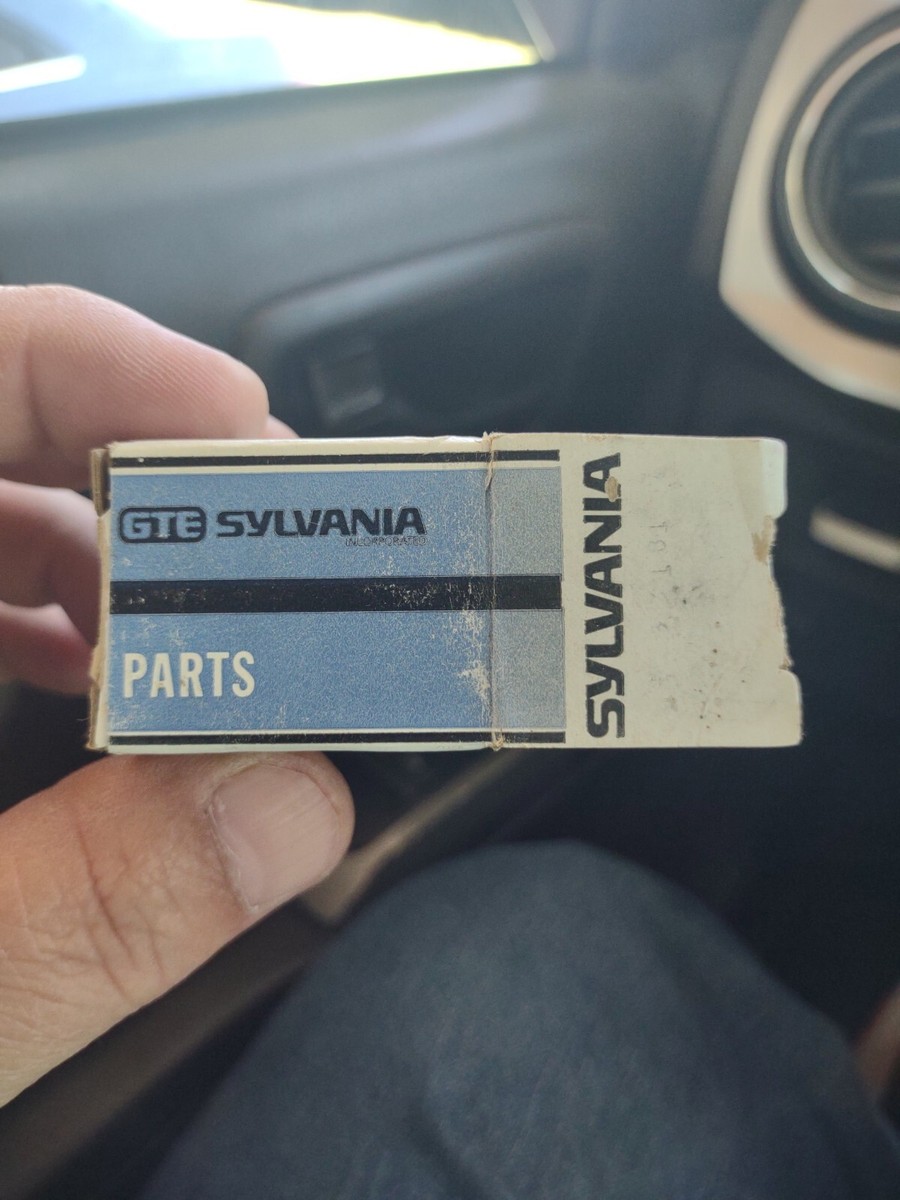 GTE SYLVANIA
INCORPORATED
PARTS
SYLVANIA